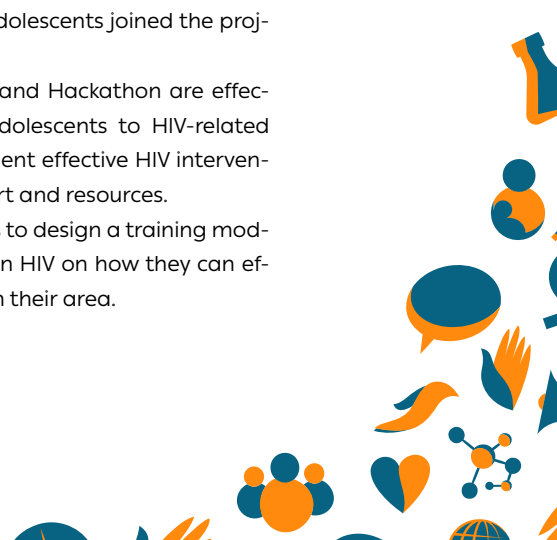 dolescents joined the proj-
and Hackathon are effec-
dolescents to HIV-related
ent effective HIV interven-
rt and resources.
to design a training mod-
n HIV on how they can ef-
their area.